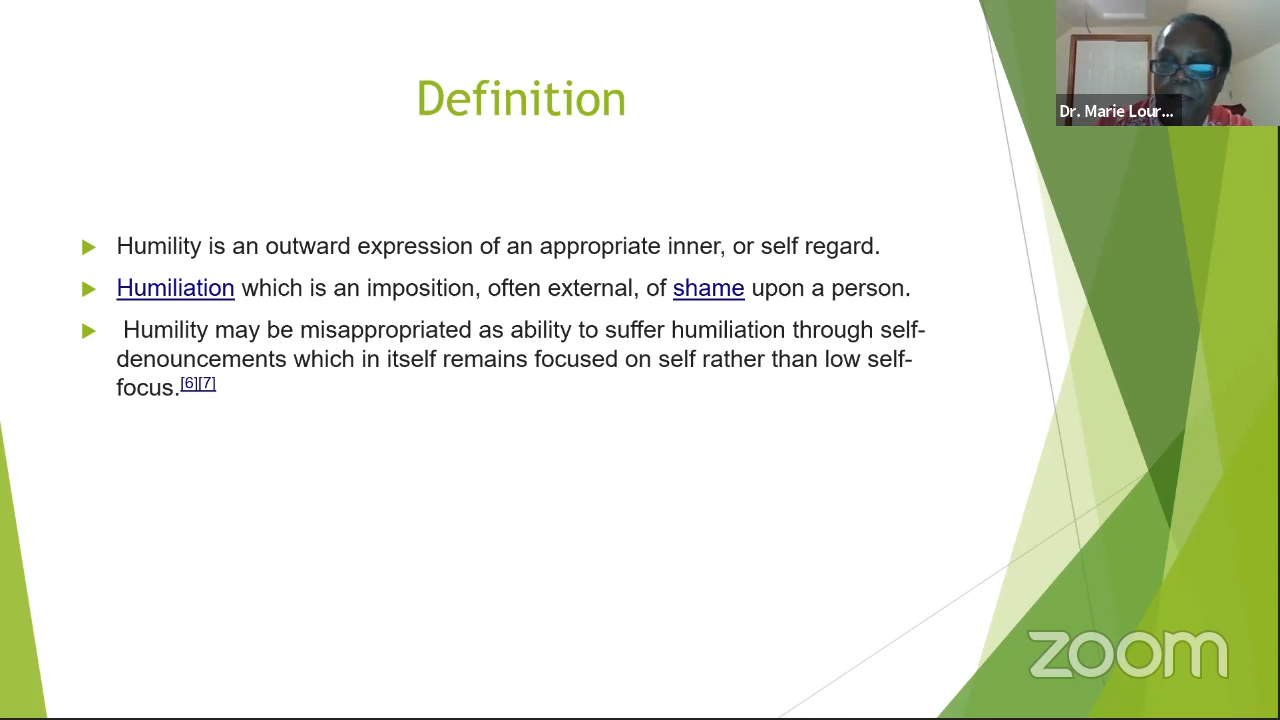 Definition
Dr. Marie Lour...
Humility is an outward expression of an appropriate inner, or self regard.
Humiliation which is an imposition, often external, of shame upon a person.
Humility may be misappropriated as ability to suffer humiliation through self-
denouncements which in itself remains focused on self rather than low self-
focus.[6][7]
zoom